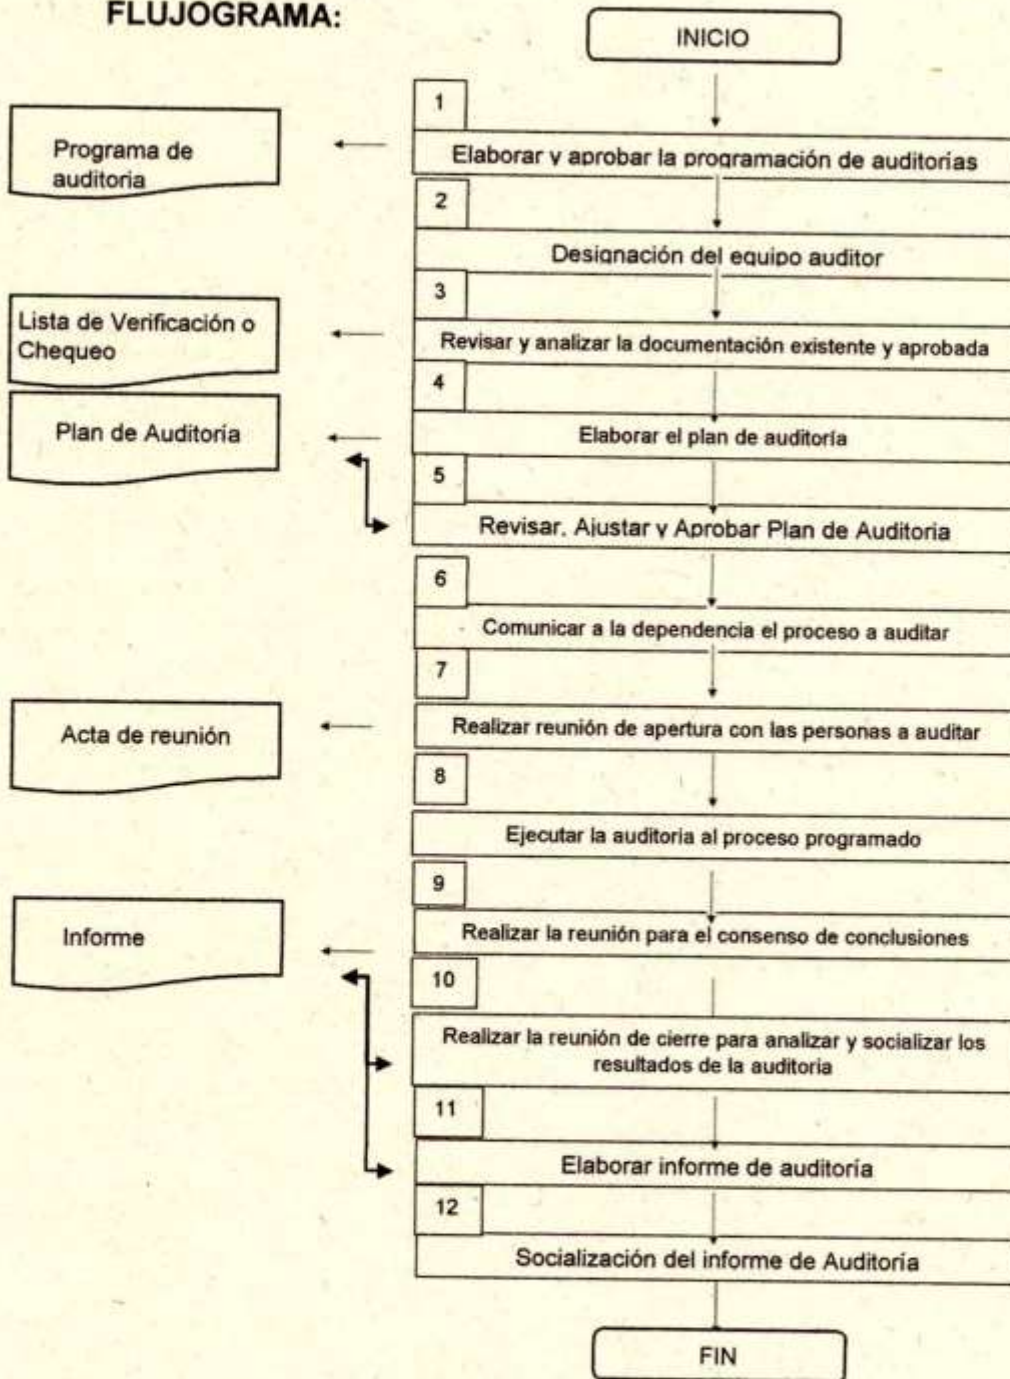 FLUJOGRAMA:
INICIO
1
Elaborar y aprobar la programación de auditorías
Programa de
auditoria
2
Designación del equipo auditor
3
Revisar y analizar la documentación existente y aprobada
Lista de Verificación o
Chequeo
4
Elaborar el plan de auditoría
Plan de Auditoría
5
Revisar, Ajustar y Aprobar Plan de Auditoria
6
Comunicar a la dependencia el proceso a auditar
7
Realizar reunión de apertura con las personas a auditar
Acta de reunión
8
Ejecutar la auditoria al proceso programado
9
Realizar la reunión para el consenso de conclusiones
Informe
10
Realizar la reunión de cierre para analizar y socializar los
resultados de la auditoria
11
Elaborar informe de auditoría
12
Socialización del informe de Auditoría
FIN